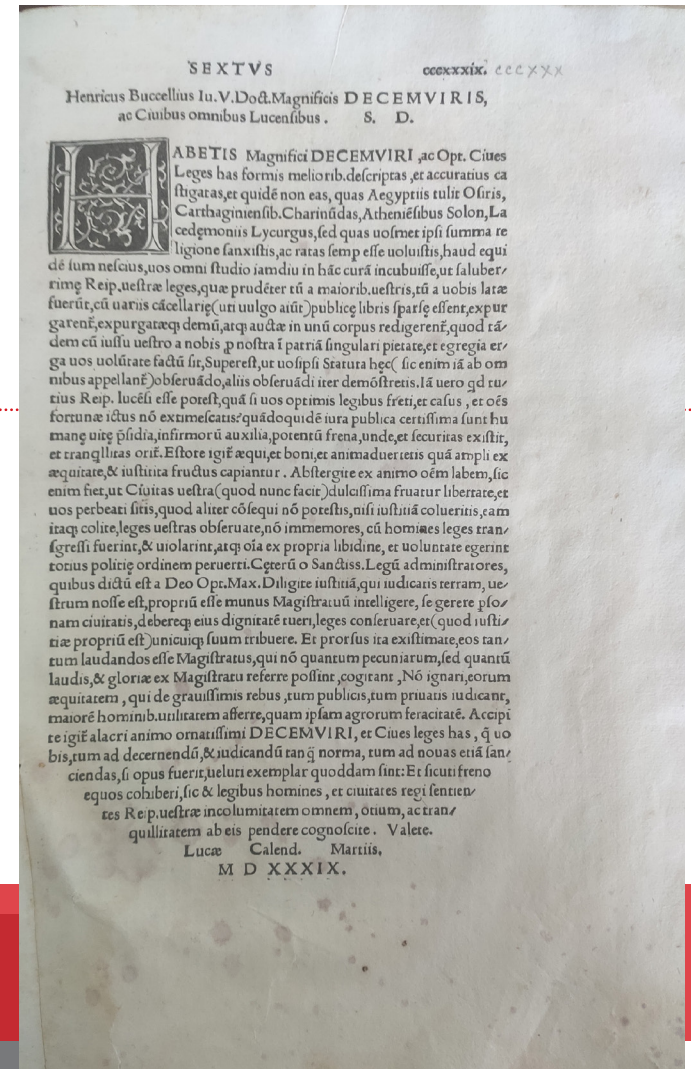 SEXTVS cccxxxix. cccxxx
Henricus Buccellius Iu. V. Doct. Magnificis DECEMVIRIS,
ac Ciuibus omnibus Lucensibus. S. D.
HABETIS Magnifici DECEMVIRI, ac Opt. Ciues
Leges has formis meliorib. descriptas, et accuratius ca
stigatas, et quidē non eas, quas Aegyptiis tulit Osiris,
Carthaginiensib. Charinūdas, Atheniēsibus Solon, La
cedęmoniis Lycurgus, sed quas uosmet ipsi summa re
ligione sanxistis, ac ratas semp esse uoluistis, haud equi
dē sum nescius, uos omni studio iamdiu in hāc curā incubuisse, ut saluber/
rimę Reip. uestræ leges, quæ prudēter tū a maiorib. uestris, tū a uobis latæ
fuerūt, cū uariis cācellarię (uti uulgo aiūt) publicę libris sparsę essent, expur
garent̄, expurgatæq; demū, atq; auctæ in unū corpus redigerent̄, quod tā/
dem cū iussu uestro a nobis ꝓ nostra ī patriā singulari pietate, et egregia er/
ga uos uolūtate factū sit, Superest, ut uosipsi Statuta hęc (sic enim iā ab om
nibus appellant̄) obseruādo, aliis obseruādi iter demōstretis. Iā uero qd tu/
tius Reip. lucēsi esse potest, quā si uos optimis legibus freti, et casus, et oēs
fortunæ ictus nō extimescatis? quādoquidē iura publica certissima sunt hu
manę uitę p̄sidia, infirmorū auxilia, potentū frena, unde, et securitas existit,
et tranqllitas orit̄. Estote igit̄ æqui, et boni, et animaduertetis quā ampli ex
æquitate, & iustitita fructus capiantur. Abstergite ex animo oēm labem, sic
enim fiet, ut Ciuitas uestra (quod nunc facit) dulcissima fruatur libertate, et
uos perbeati sitis, quod aliter cōsequi nō potestis, nisi iustitiā colueritis, eam
itaq; colite, leges uestras obseruate, nō immemores, cū homines leges tran/
sgressi fuerint, & uiolarint, atq; oīa ex propria libidine, et uoluntate egerint
totius politię ordinem peruerti. Cęterū o Sanctiss. Legū administratores,
quibus dictū est a Deo Opt. Max. Diligite iustitiā, qui iudicatis terram, ue/
strum nosse est, propriū esse munus Magistratuū intelligere, se gerere p̲so/
nam ciuitatis, debereq; eius dignitatē tueri, leges conseruare, et (quod iusti/
tiæ propriū est) unicuiq; suum tribuere. Et prorsus ita existimate, eos tan/
tum laudandos esse Magistratus, qui nō quantum pecuniarum, sed quantū
laudis, & gloriæ ex Magistratu referre possint, cogitant, Nō ignari, eorum
æquitatem, qui de grauissimis rebus, tum publicis, tum priuatis iudicant,
maiorē hominib. utilitatem afferre, quam ipsam agrorum feracitatē. Accipi
te igit̄ alacri animo ornatissimi DECEMVIRI, et Ciues leges has, q̄ uo
bis, tum ad decernendū, & iudicandū tanq̄ norma, tum ad nouas etiā san/
ciendas, si opus fuerit, ueluti exemplar quoddam sint: Et sicuti freno
equos cohiberi, sic & legibus homines, et ciuitates regi sentien/
tes Reip. uestræ incolumitatem omnem, otium, ac tran/
quillitatem ab eis pendere cognoscite. Valete.
Lucæ Calend. Martiis,
M D XXXIX.